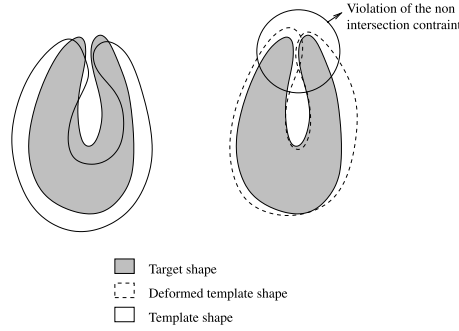 Violation of the non
intersection contraint
Target shape
Deformed template shape
Template shape